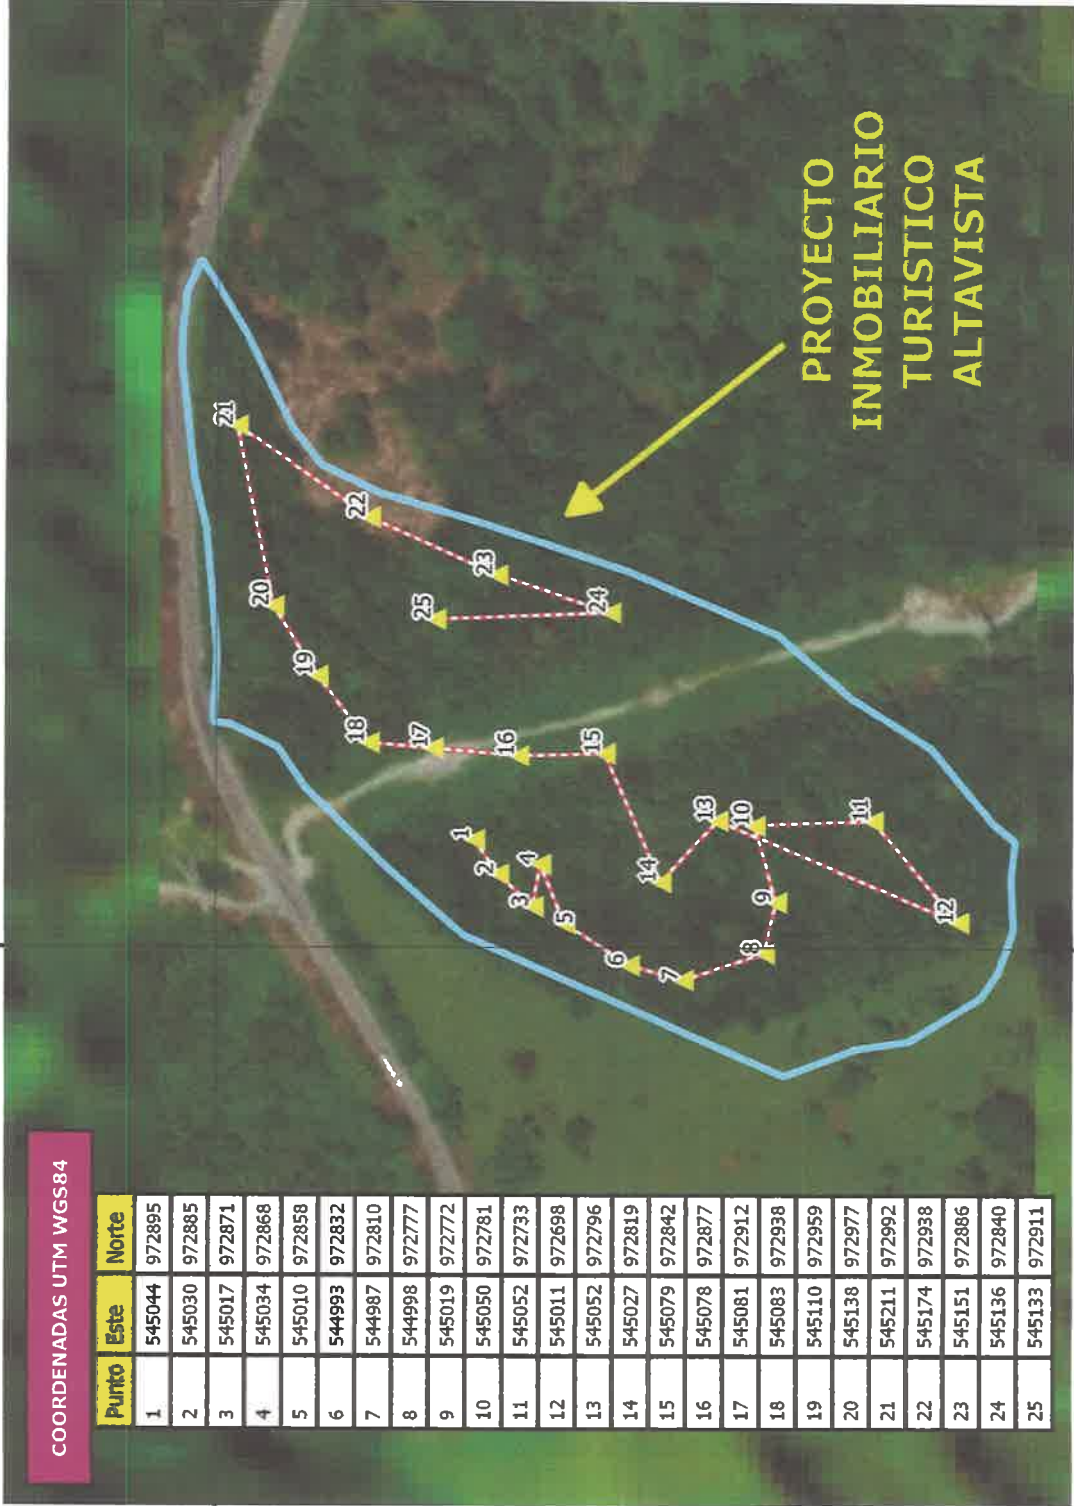 COORDENADAS UTM WGS84
Punto Este Norte
1 545044 972895
2 545030 972885
3 545017 972871
4 545034 972868
5 545010 972858
6 544993 972832
7 544987 972810
8 544998 972777
9 545019 972772
10 545050 972781
11 545052 972733
12 545011 972698
13 545052 972796
14 545027 972819
15 545079 972842
16 545078 972877
17 545081 972912
18 545083 972938
19 545110 972959
20 545138 972977
21 545211 972992
22 545174 972938
23 545151 972886
24 545136 972840
25 545133 972911
21
20
22
19
18
25
23
17
16
24
15
1
2
4
3
14
13
5
10
6
7
9
11
8
12
PROYECTO
INMOBILIARIO
TURISTICO
ALTAVISTA